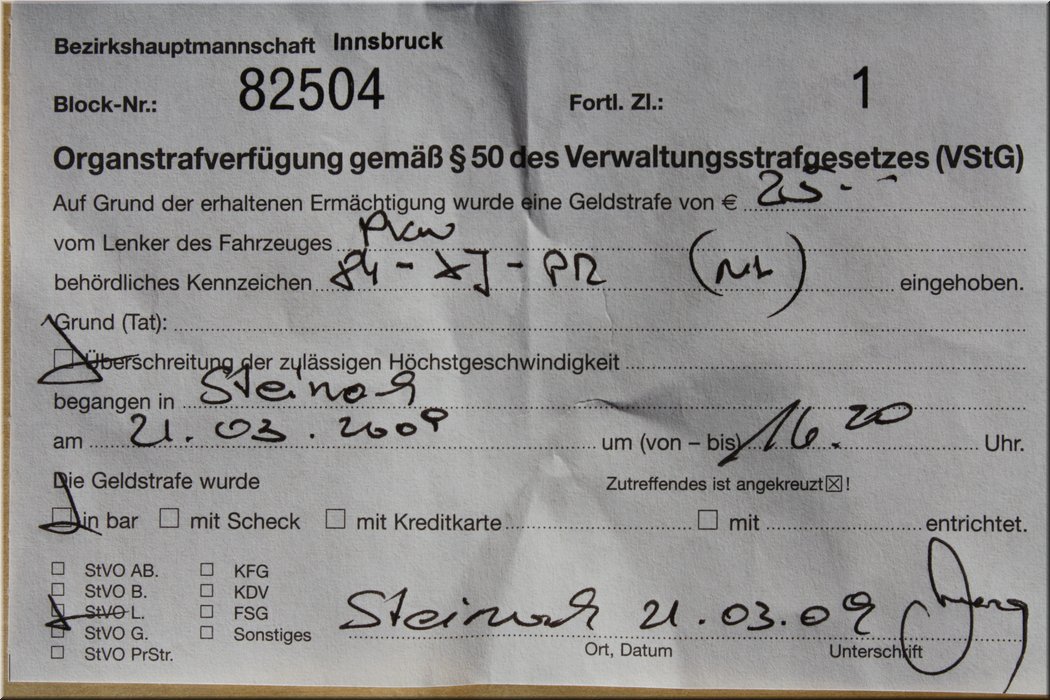 Bezirkshauptmannschaft Innsbruck
Block-Nr.: 82504 Fortl. Zl.: 1
Organstrafverfügung gemäß § 50 des Verwaltungsstrafgesetzes (VStG)
Auf Grund der erhaltenen Ermächtigung wurde eine Geldstrafe von € 25.-
vom Lenker des Fahrzeuges PKW
behördliches Kennzeichen 84-XJ-PR (NL) eingehoben.
Grund (Tat):
☒ Überschreitung der zulässigen Höchstgeschwindigkeit
begangen in Steinach
am 21.03.2009 um (von – bis) 16.20 Uhr.
Die Geldstrafe wurde Zutreffendes ist angekreuzt ☒ !
☒ in bar ☐ mit Scheck ☐ mit Kreditkarte ☐ mit entrichtet.
☐ StVO AB. ☐ KFG
☐ StVO B. ☐ KDV
☒ StVO L. ☐ FSG
☐ StVO G. ☐ Sonstiges Steinach 21.03.09
☐ StVO PrStr. Ort, Datum Unterschrift